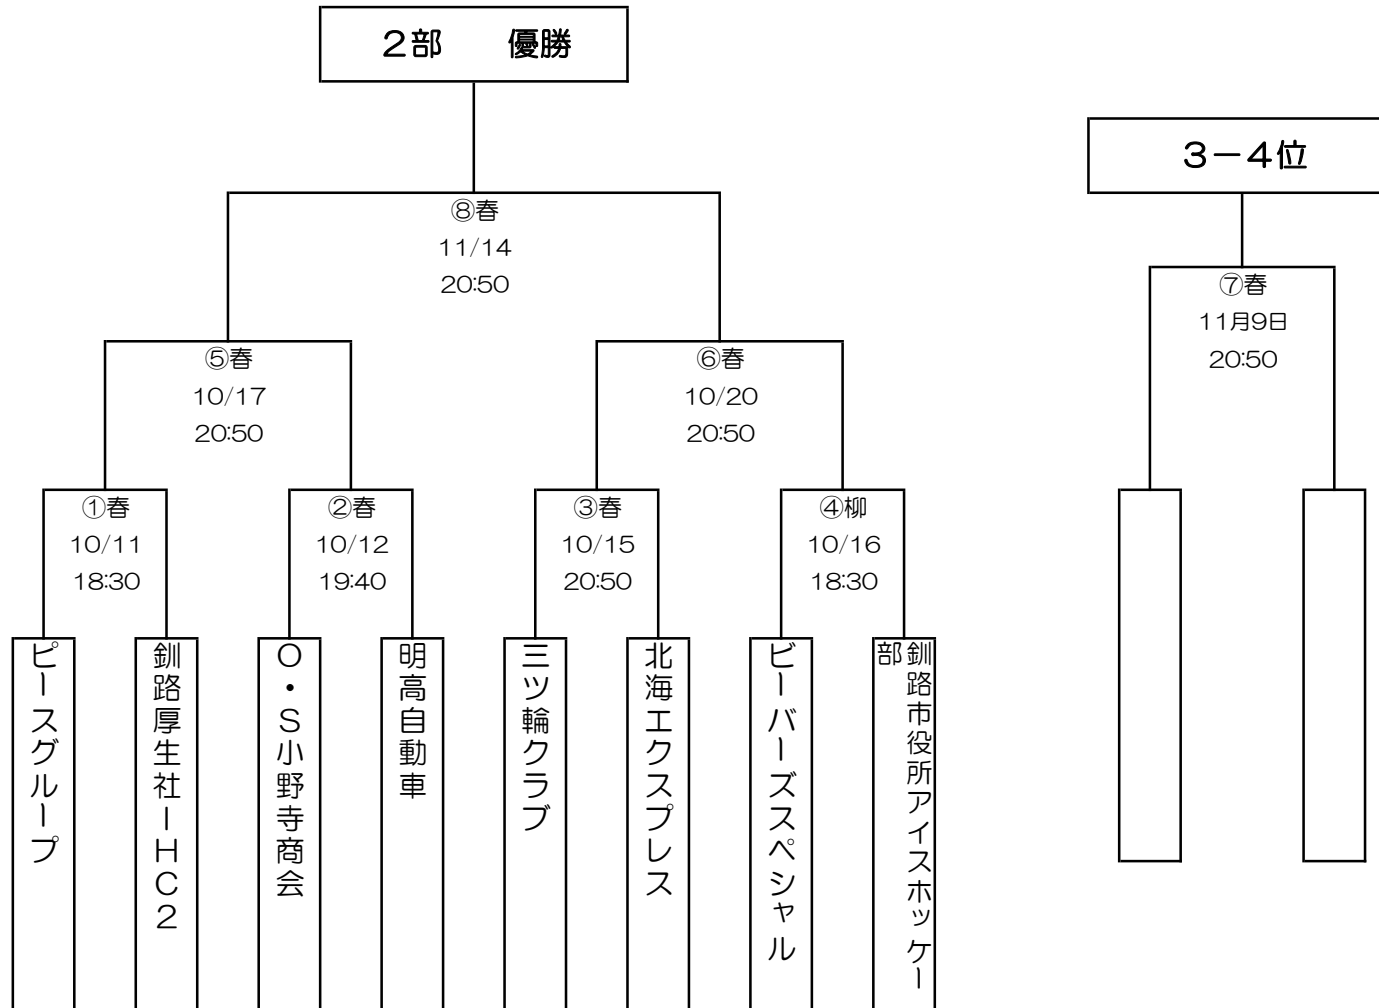 ２部　　優勝
３－４位
⑧春
11/14
20:50
⑦春
11月9日
20:50
⑤春
10/17
20:50
⑥春
10/20
20:50
①春
10/11
18:30
②春
10/12
19:40
③春
10/15
20:50
④柳
10/16
18:30
ピースグループ
釧路厚生社ＩＨＣ２
Ｏ・Ｓ小野寺商会
明高自動車
三ツ輪クラブ
北海エクスプレス
ビーバーズスペシャル
釧路市役所アイスホッケー
部